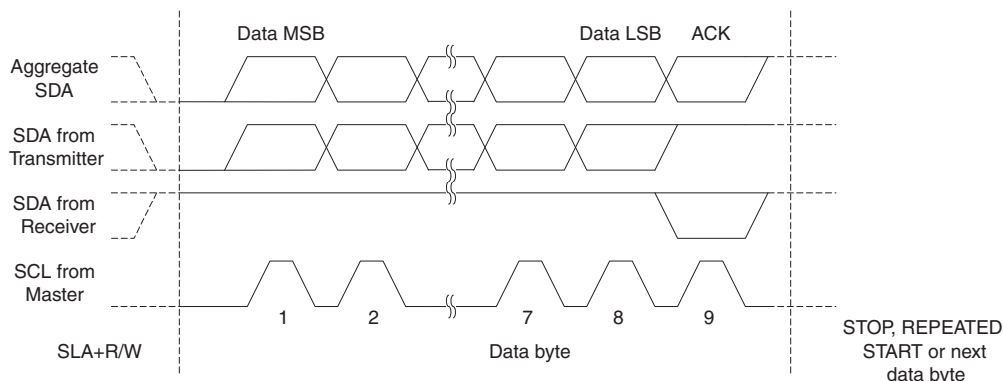 Data MSB
Data LSB
ACK
Aggregate
SDA
SDA from
Transmitter
SDA from
Receiver
SCL from
Master
1
2
7
8
9
SLA+R/W
Data byte
STOP, REPEATED
START or next
data byte